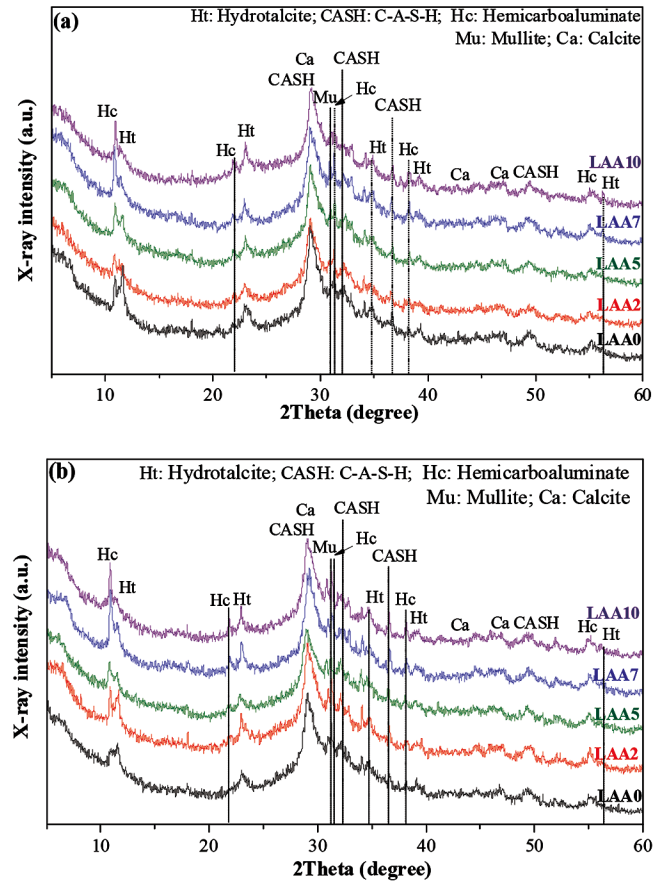 (a)
Ht: Hydrotalcite; CASH: C-A-S-H; Hc: Hemicarboaluminate
Mu: Mullite; Ca: Calcite
Ca
CASH
CASH
Mu
Hc
CASH
Hc
Ht
Hc
Ht
Ht
Hc
Ht
Ca
Ca
CASH
Hc
Ht
LAA10
LAA7
LAA5
LAA2
LAA0
X-ray intensity (a.u.)
10 20 30 40 50 60
2Theta (degree)
(b)
Ht: Hydrotalcite; CASH: C-A-S-H; Hc: Hemicarboaluminate
Mu: Mullite; Ca: Calcite
Ca
CASH
CASH
Mu
Hc
CASH
Hc
Ht
Hc
Ht
Ht
Hc
Ht
Ca
Ca
CASH
Hc
Ht
LAA10
LAA7
LAA5
LAA2
LAA0
X-ray intensity (a.u.)
10 20 30 40 50 60
2Theta (degree)